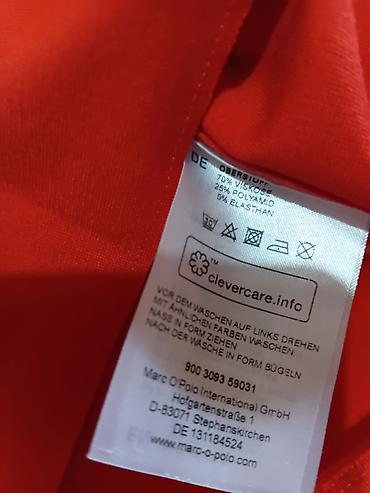 DE OBERSTOFF
70% VISKOSE
25% POLYAMID
5% ELASTHAN
™
clevercare.info
VOR DEM WASCHEN AUF LINKS DREHEN
MIT ÄHNLICHEN FARBEN WASCHEN
NASS IN FORM ZIEHEN
NACH DER WÄSCHE IN FORM BÜGELN
900 3093 59031
Marc O'Polo International GmbH
Hofgartenstraße 1
D-83071 Stephanskirchen
DE 131184524
www.marc-o-polo.com